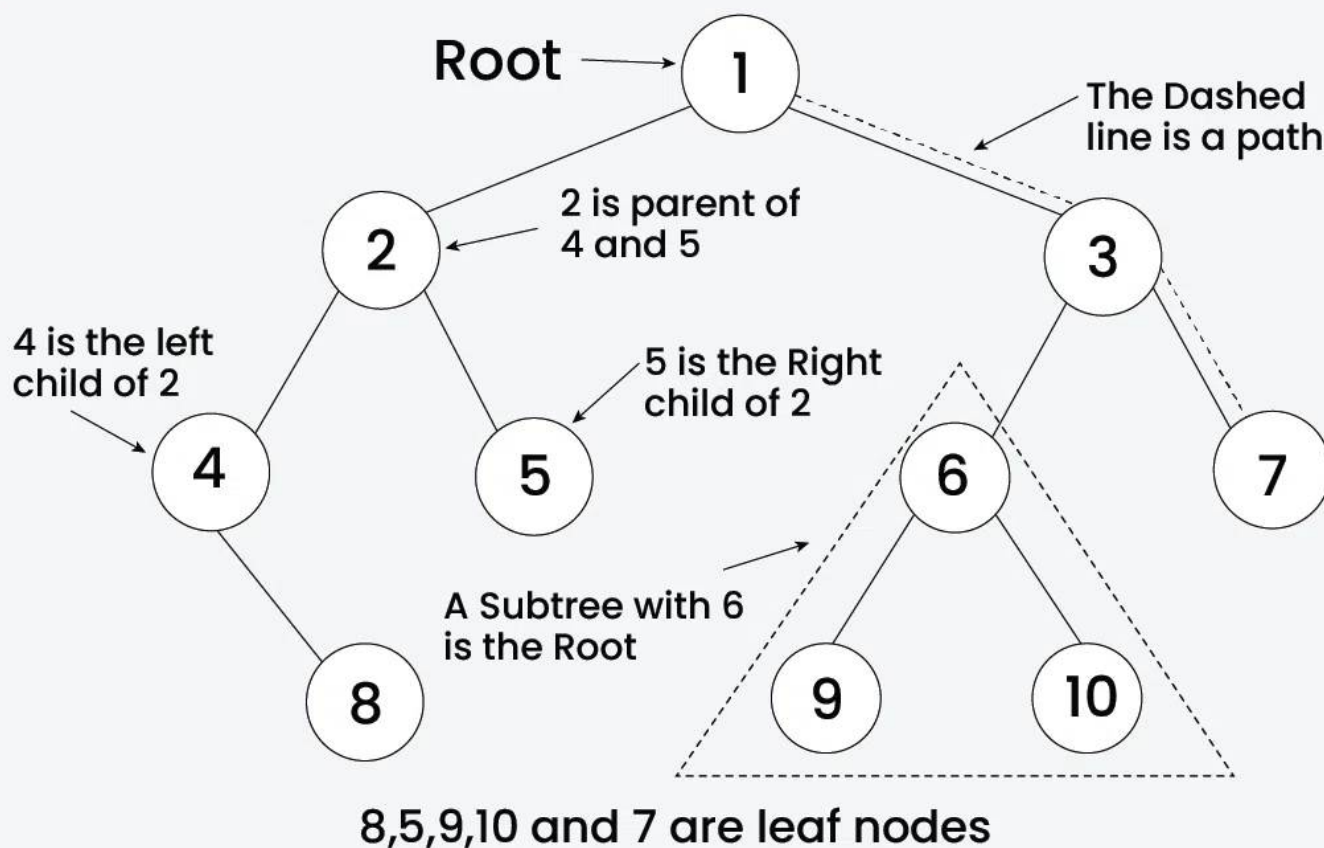 Root
1
The Dashed
line is a path
2
2 is parent of
4 and 5
3
4 is the left
child of 2
5 is the Right
child of 2
4
5
6
7
A Subtree with 6
is the Root
8
9
10
8,5,9,10 and 7 are leaf nodes